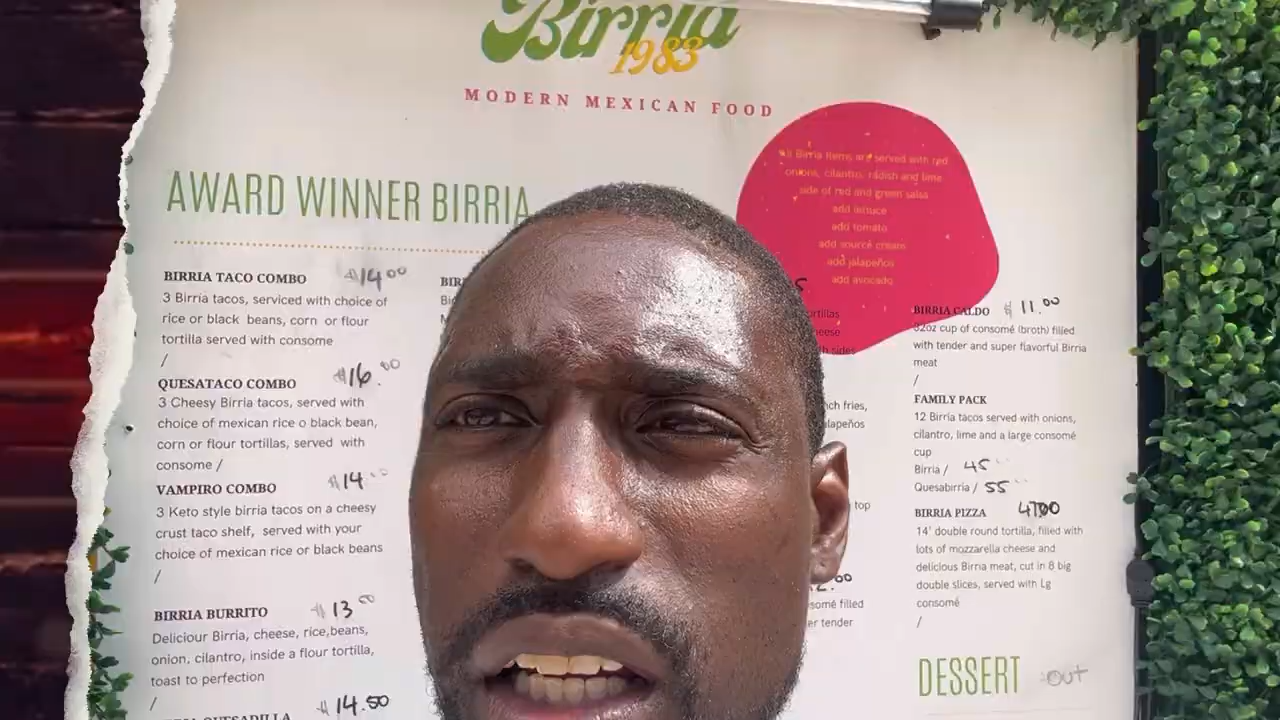 Birria
1983
MODERN MEXICAN FOOD
All Birria Items are served with red
onions, cilantro, radish and lime
side of red and green salsa
add lettuce
add tomato
add source cream
add jalapeños
add avocado
AWARD WINNER BIRRIA
BIRRIA TACO COMBO $14.00
3 Birria tacos, serviced with choice of
rice or black beans, corn or flour
tortilla served with consome
/
QUESATACO COMBO $16.00
3 Cheesy Birria tacos, served with
choice of mexican rice o black bean,
corn or flour tortillas, served with
consome /
VAMPIRO COMBO $14.00
3 Keto style birria tacos on a cheesy
crust taco shelf, served with your
choice of mexican rice or black beans
/
BIRRIA BURRITO $13.00
Deliciour Birria, cheese, rice,beans,
onion, cilantro, inside a flour tortilla,
toast to perfection
/
$14.50
BIRRIA CALDO $11.00
32oz cup of consomé (broth) filled
with tender and super flavorful Birria
meat
/
FAMILY PACK
12 Birria tacos served with onions,
cilantro, lime and a large consomé
cup
Birria / 45
Quesabirria / 55
BIRRIA PIZZA
14' double round tortilla, filled with
lots of mozzarella cheese and
delicious Birria meat, cut in 8 big
double slices, served with Lg
consomé
/
DESSERT out